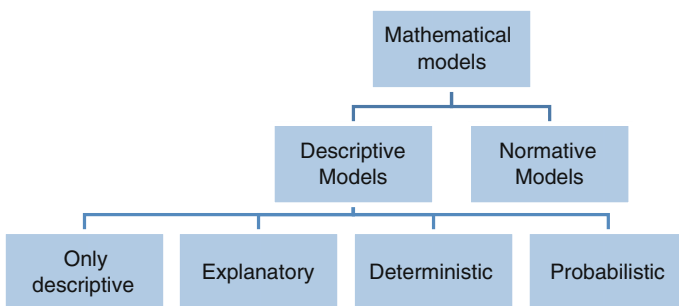 Mathematical
models
Descriptive
Models
Normative
Models
Only
descriptive
Explanatory
Deterministic
Probabilistic